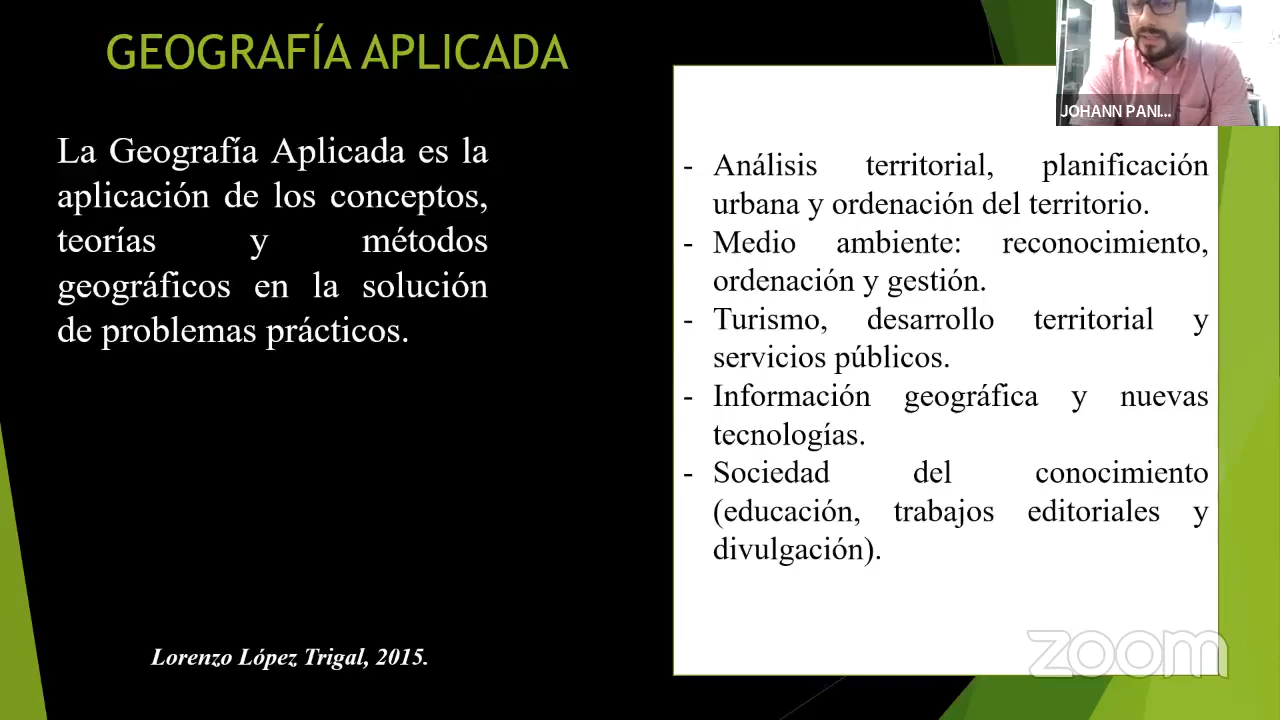 GEOGRAFÍA APLICADA
La Geografía Aplicada es la
aplicación de los conceptos,
teorías y métodos
geográficos en la solución
de problemas prácticos.
Lorenzo López Trigal, 2015.
JOHANN PANI...
- Análisis territorial, planificación
urbana y ordenación del territorio.
- Medio ambiente: reconocimiento,
ordenación y gestión.
- Turismo, desarrollo territorial y
servicios públicos.
- Información geográfica y nuevas
tecnologías.
- Sociedad del conocimiento
(educación, trabajos editoriales y
divulgación).
zoom